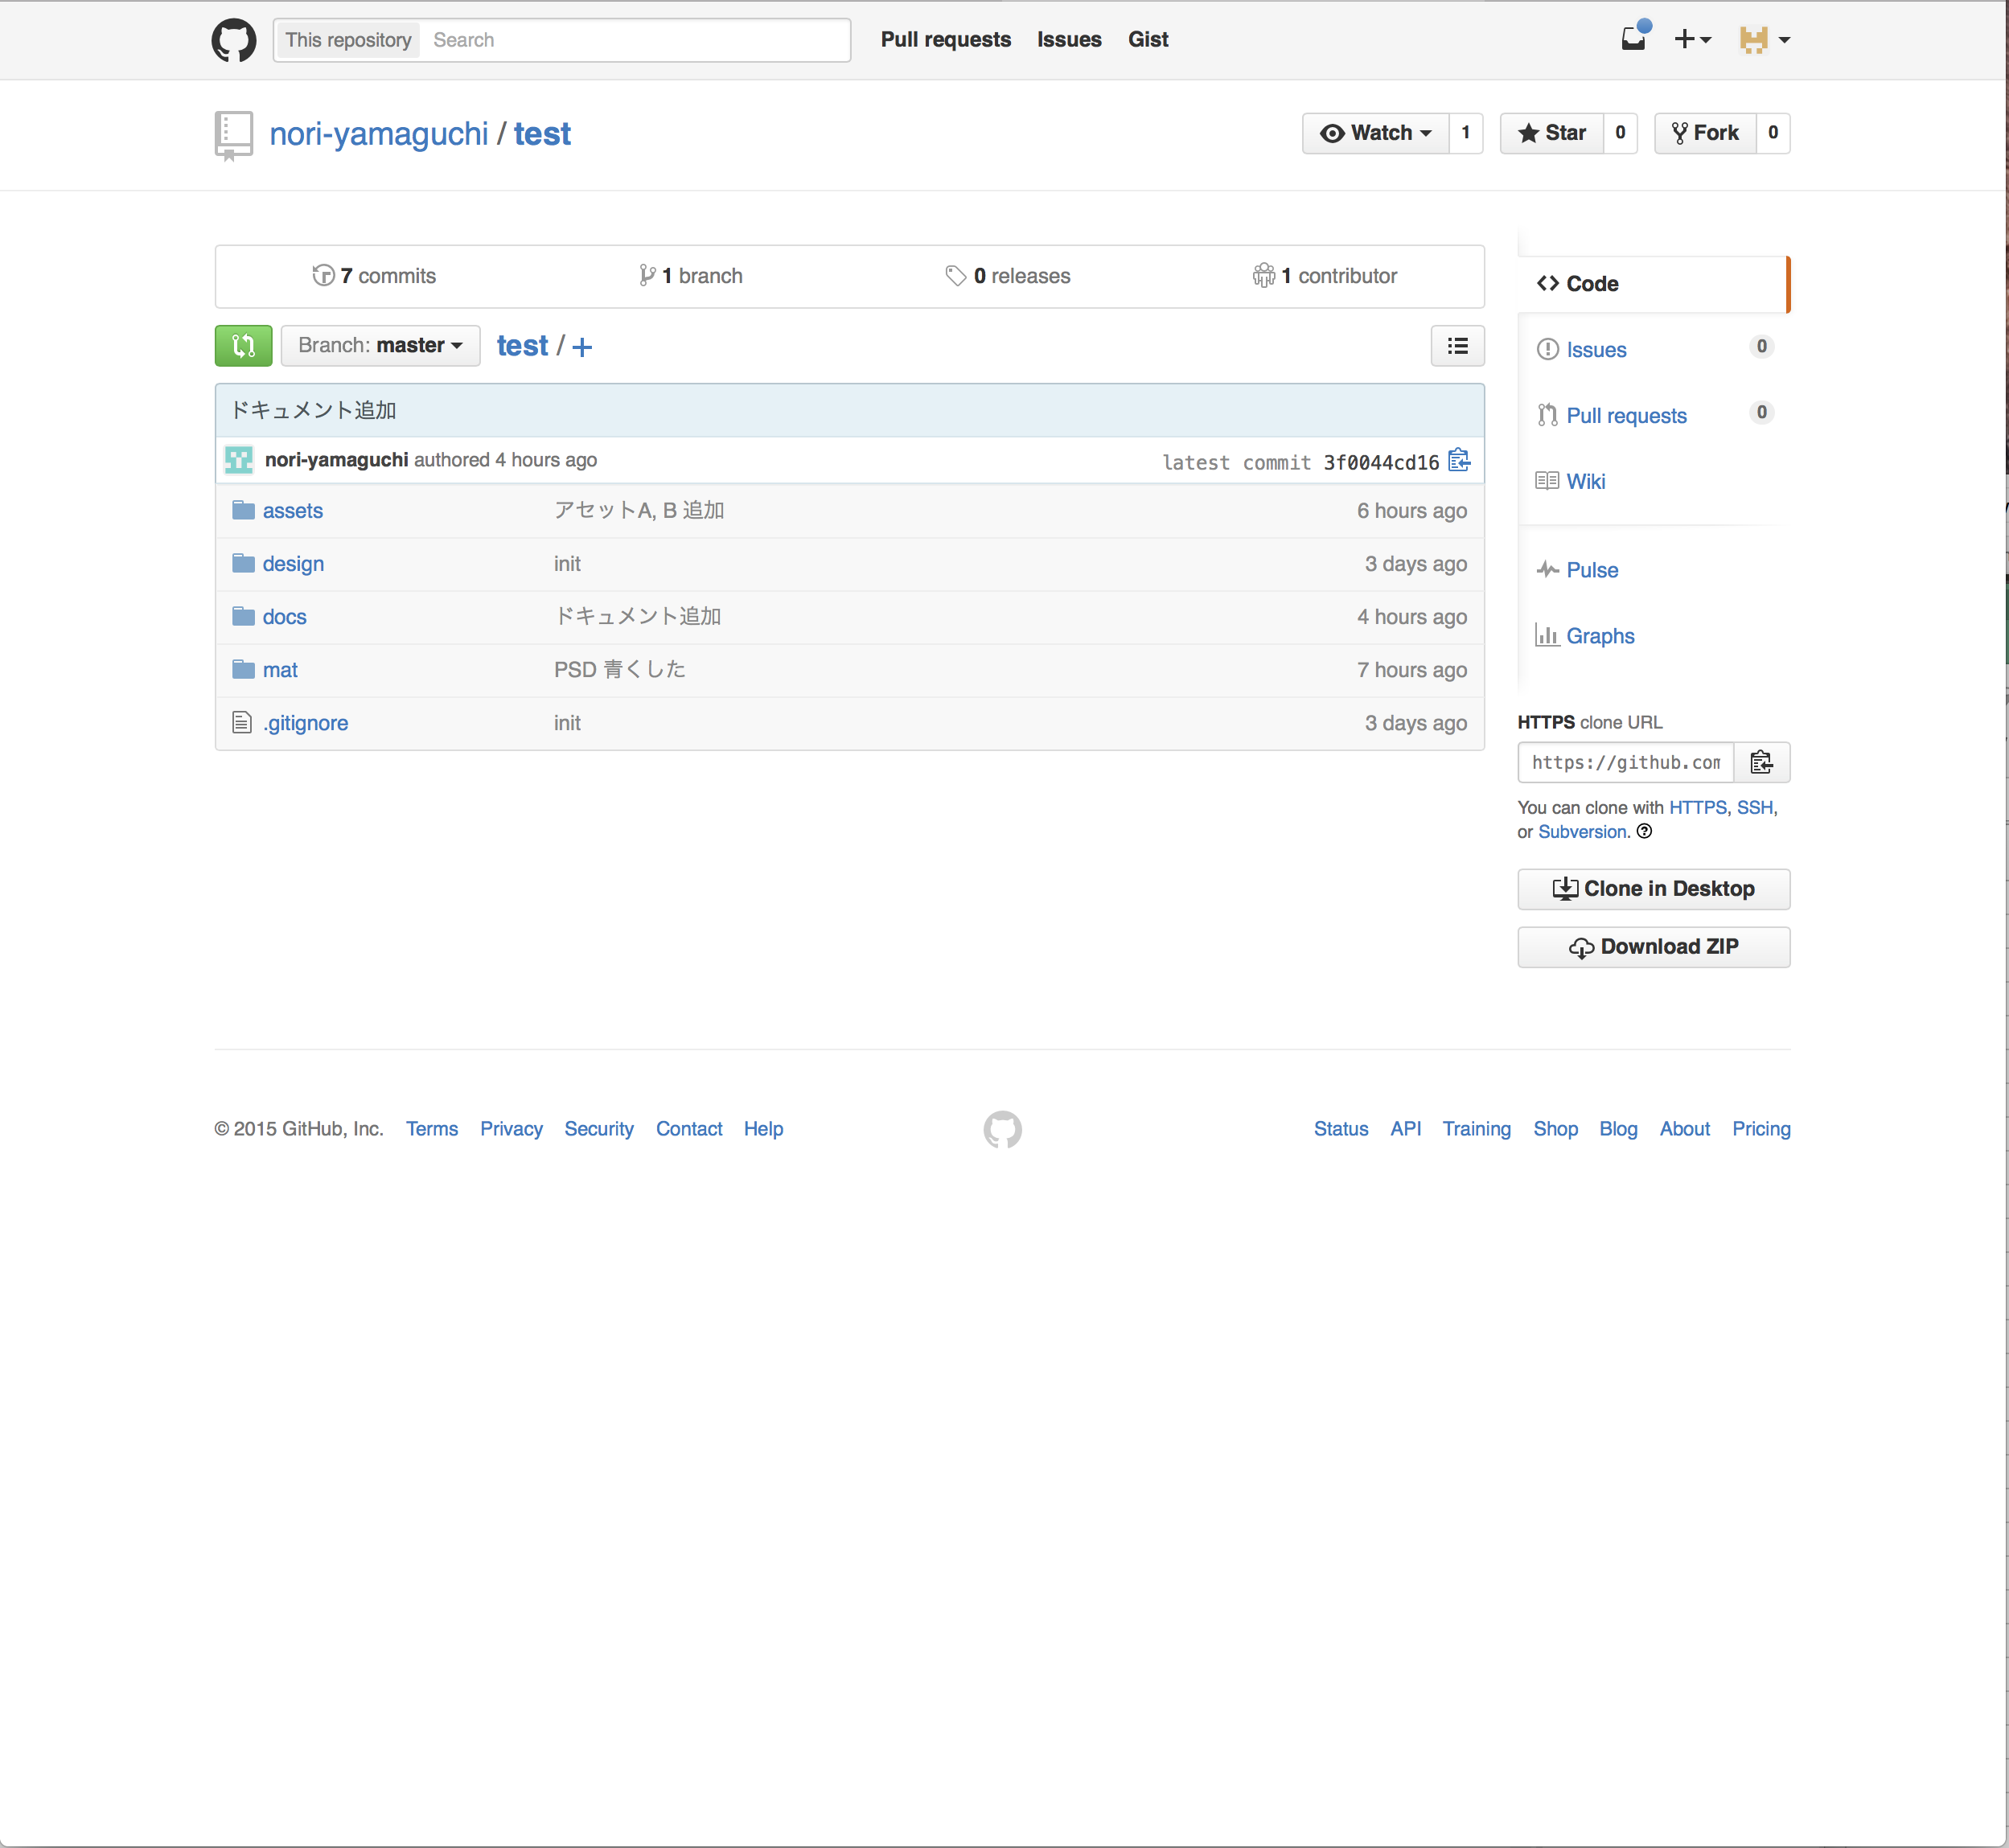 This repository Search Pull requests Issues Gist
nori-yamaguchi / test Watch 1 Star 0 Fork 0
7 commits 1 branch 0 releases 1 contributor
Branch: master test / +
ドキュメント追加
nori-yamaguchi authored 4 hours ago latest commit 3f0044cd16
assets アセットA, B 追加 6 hours ago
design init 3 days ago
docs ドキュメント追加 4 hours ago
mat PSD 青くした 7 hours ago
.gitignore init 3 days ago
Code
Issues 0
Pull requests 0
Wiki
Pulse
Graphs
HTTPS clone URL
https://github.com
You can clone with HTTPS, SSH,
or Subversion.
Clone in Desktop
Download ZIP
© 2015 GitHub, Inc. Terms Privacy Security Contact Help Status API Training Shop Blog About Pricing